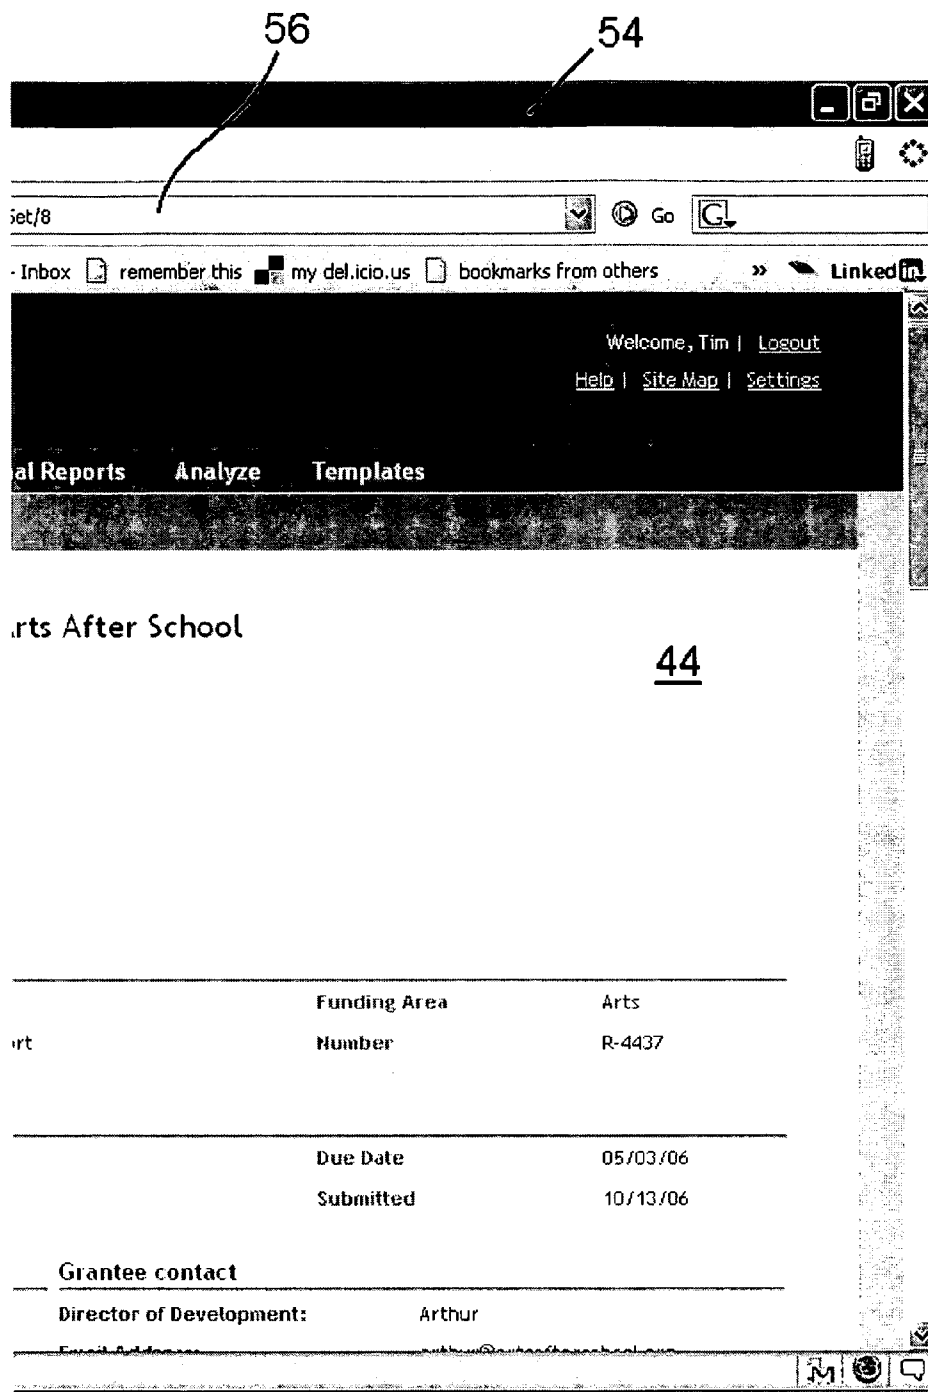 56 54
Set/8 Go G
- Inbox remember this my del.icio.us bookmarks from others » Linked in
Welcome, Tim | Logout
Help | Site Map | Settings
al Reports Analyze Templates
rts After School
44
Funding Area Arts
rt Number R-4437
Due Date 05/03/06
Submitted 10/13/06
Grantee contact
Director of Development: Arthur